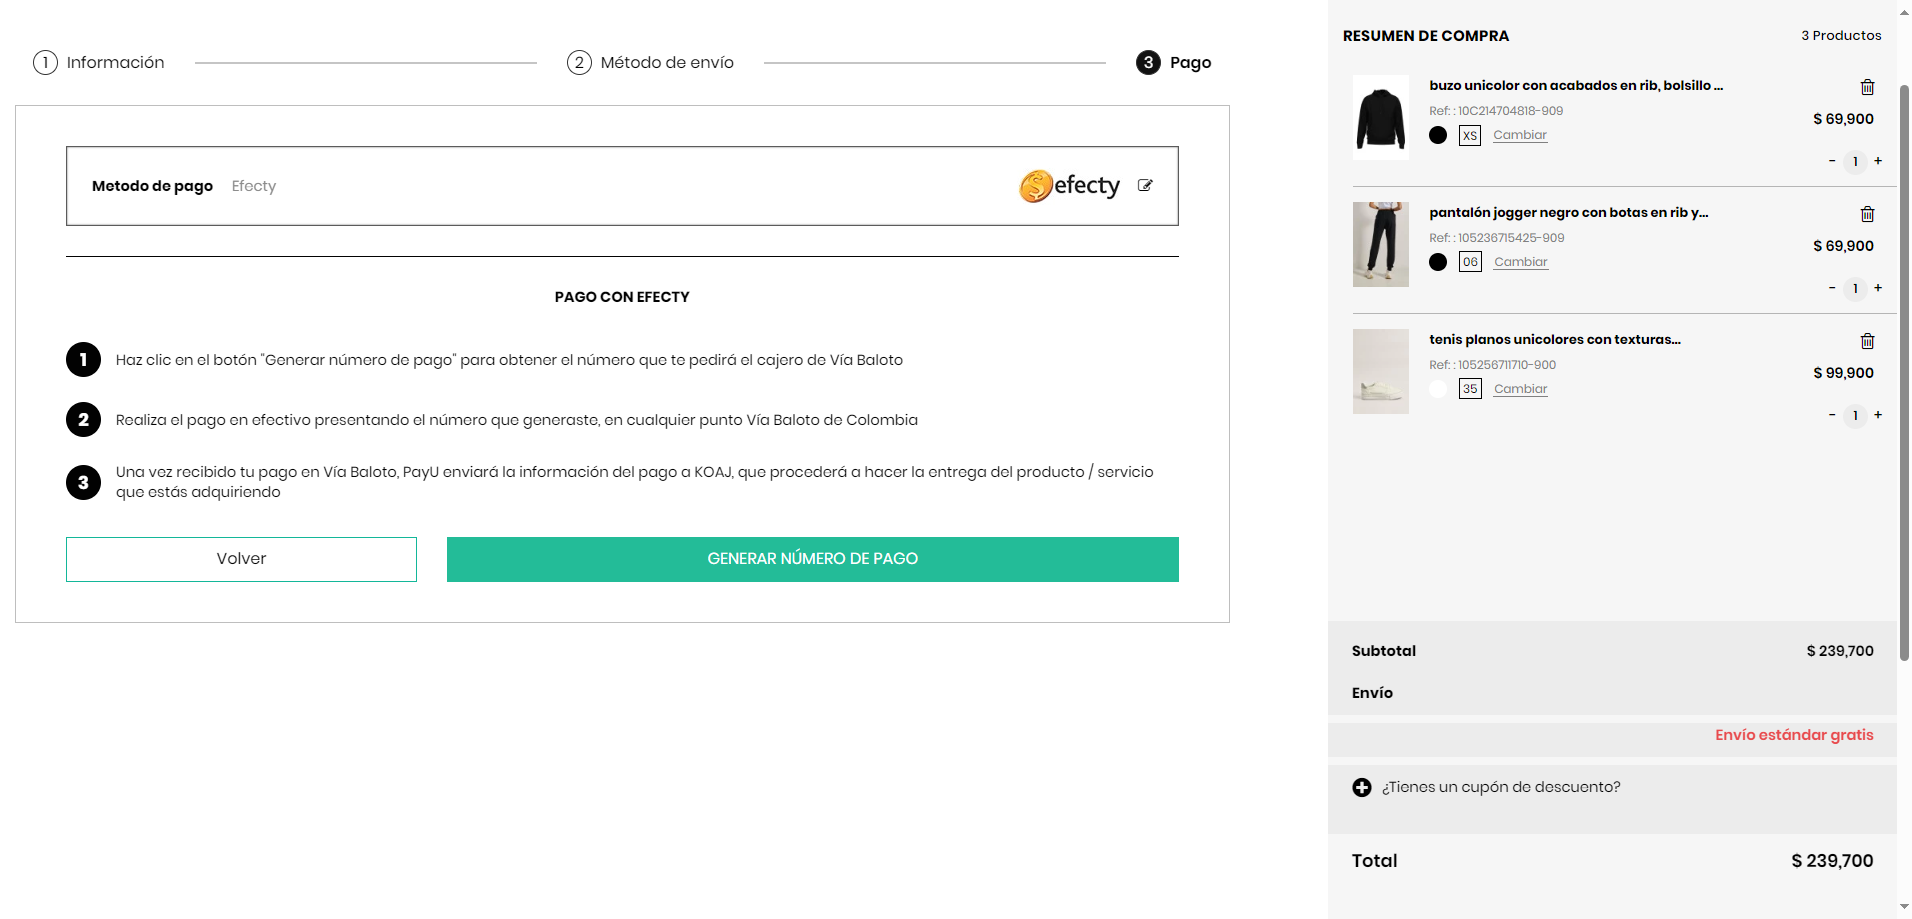 1 Información
2 Método de envío
3 Pago
Metodo de pago Efecty
efecty
PAGO CON EFECTY
1 Haz clic en el botón "Generar número de pago" para obtener el número que te pedirá el cajero de Vía Baloto
2 Realiza el pago en efectivo presentando el número que generaste, en cualquier punto Vía Baloto de Colombia
3 Una vez recibido tu pago en Vía Baloto, PayU enviará la información del pago a KOAJ, que procederá a hacer la entrega del producto / servicio
que estás adquiriendo
Volver
GENERAR NÚMERO DE PAGO
RESUMEN DE COMPRA
3 Productos
buzo unicolor con acabados en rib, bolsillo ...
Ref: : 10C214704818-909
$ 69,900
XS Cambiar
- 1 +
pantalón jogger negro con botas en rib y...
Ref: : 105236715425-909
$ 69,900
06 Cambiar
- 1 +
tenis planos unicolores con texturas...
Ref: : 105256711710-900
$ 99,900
35 Cambiar
- 1 +
Subtotal $ 239,700
Envío
Envío estándar gratis
¿Tienes un cupón de descuento?
Total $ 239,700